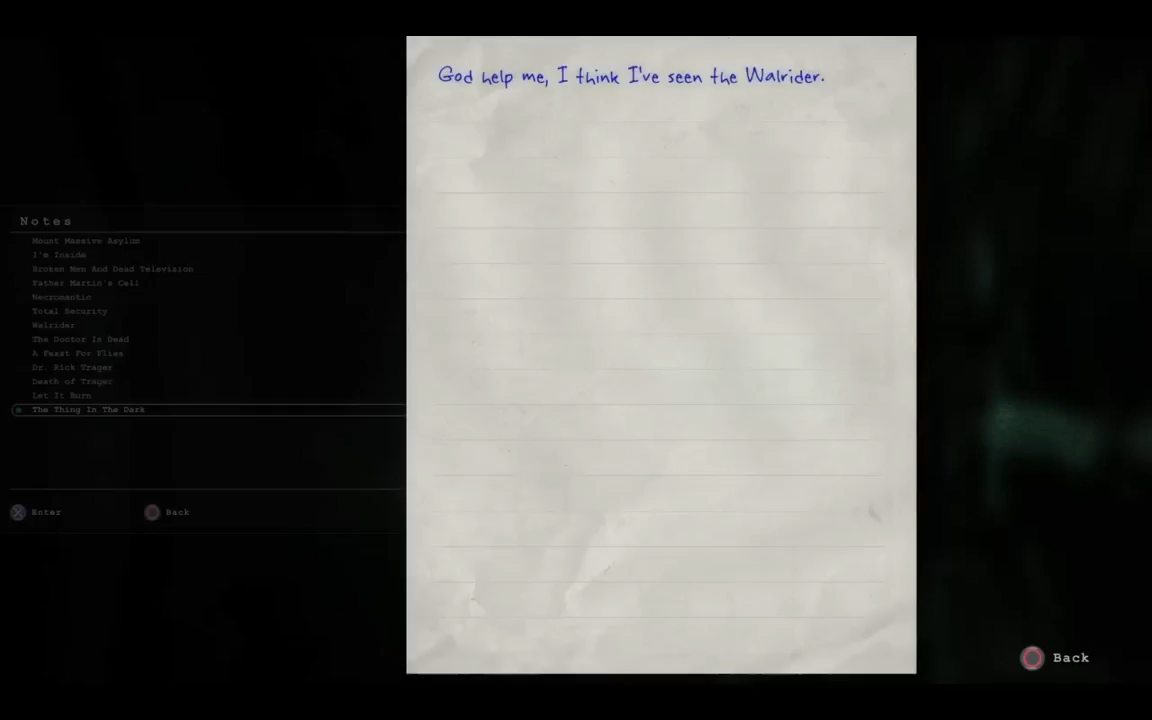 God help me, I think I've seen the Walrider.
Notes
Mount Massive Asylum
I'm Inside
Broken Men And Dead Television
Father Martin's Cell
Necromantic
Total Security
Walrider
The Doctor Is Dead
A Feast For Flies
Dr. Rick Trager
Death of Trager
Let It Burn
The Thing In The Dark
Enter
Back
Back